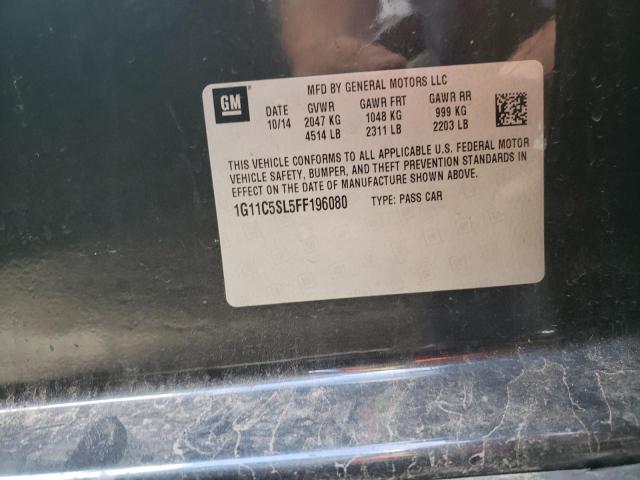 MFD BY GENERAL MOTORS LLC
GM
DATE GVWR GAWR FRT GAWR RR
10/14 2047 KG 1048 KG 999 KG
4514 LB 2311 LB 2203 LB
THIS VEHICLE CONFORMS TO ALL APPLICABLE U.S. FEDERAL MOTOR
VEHICLE SAFETY, BUMPER, AND THEFT PREVENTION STANDARDS IN
EFFECT ON THE DATE OF MANUFACTURE SHOWN ABOVE.
1G11C5SL5FF196080 TYPE: PASS CAR